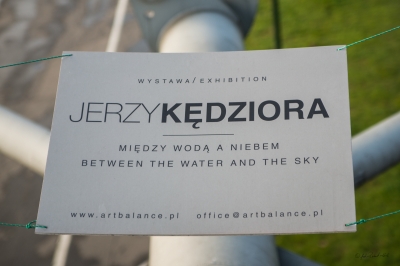 WYSTAWA/EXHIBITION
JERZYKĘDZIORA
MIĘDZY WODĄ A NIEBEM
BETWEEN THE WATER AND THE SKY
www.artbalance.pl office@artbalance.pl